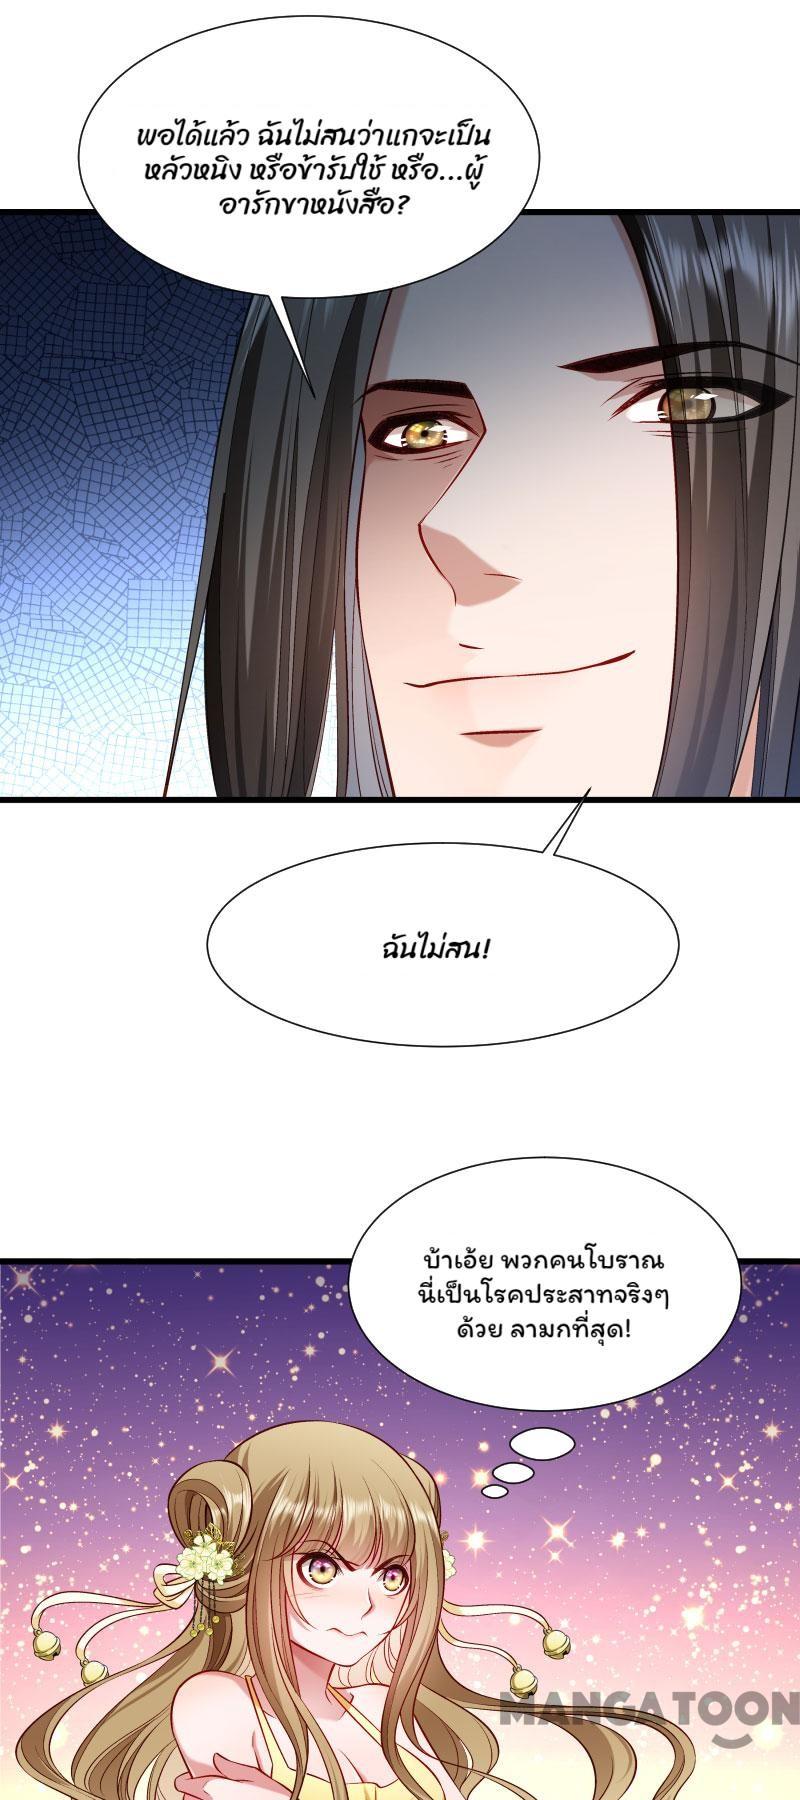 พอได้แล้ว ฉันไม่สนว่าแกจะเป็น
หลัวหนิง หรือข้ารับใช้ หรือ...ผู้
อารักขาหนังสือ?
ฉันไม่สน!
บ้าเอ้ย พวกคนโบราณ
นี่เป็นโรคประสาทจริงๆ
ด้วย ลามกที่สุด!
MANGATOON